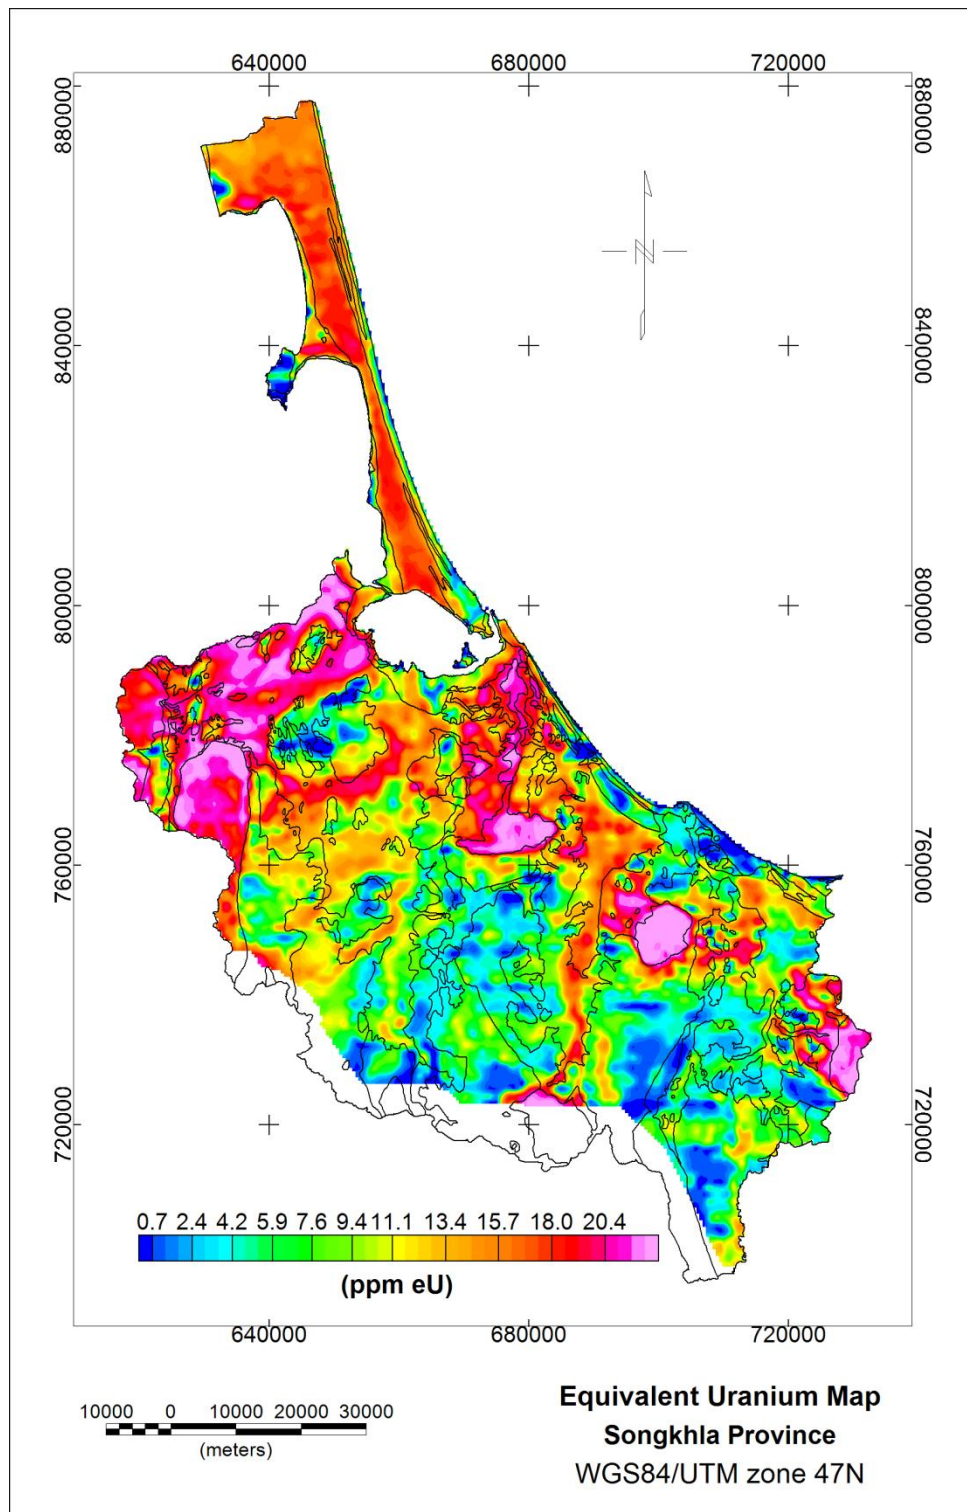 640000 680000 720000
880000 880000
840000 840000
800000 800000
760000 760000
720000 720000
N
0.7 2.4 4.2 5.9 7.6 9.4 11.1 13.4 15.7 18.0 20.4
(ppm eU)
640000 680000 720000
10000 0 10000 20000 30000
(meters)
Equivalent Uranium Map
Songkhla Province
WGS84/UTM zone 47N